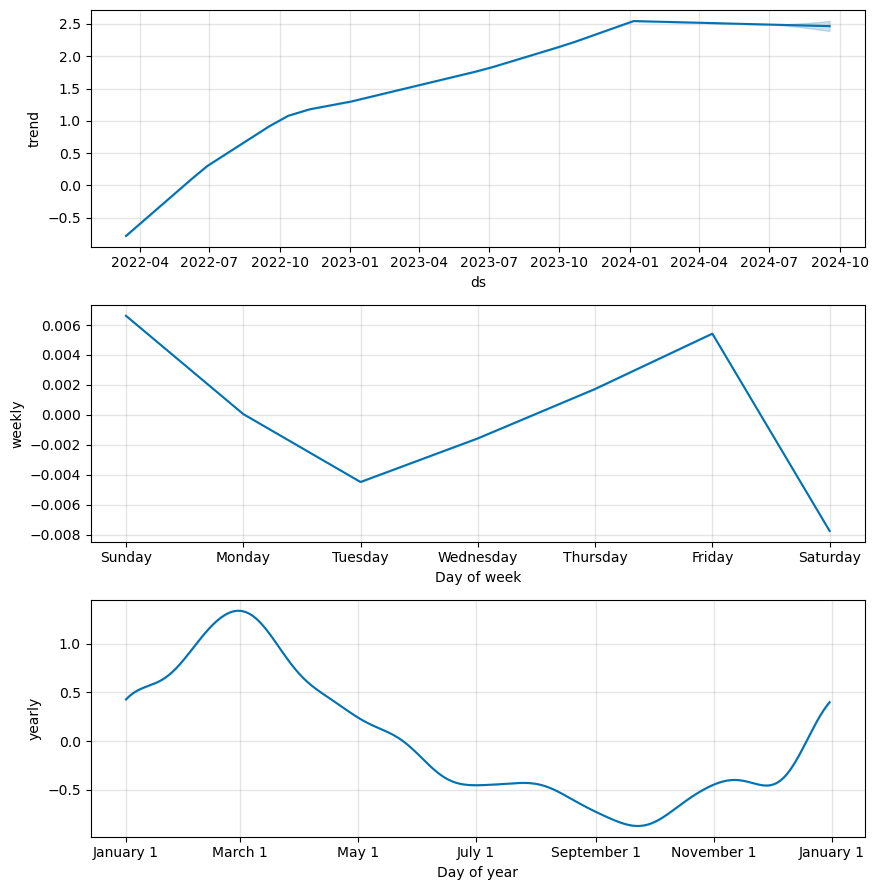 2.5
2.0
1.5
1.0
0.5
0.0
−0.5
trend
2022-04 2022-07 2022-10 2023-01 2023-04 2023-07 2023-10 2024-01 2024-04 2024-07 2024-10
ds
0.006
0.004
0.002
0.000
−0.002
−0.004
−0.006
−0.008
weekly
Sunday Monday Tuesday Wednesday Thursday Friday Saturday
Day of week
1.0
0.5
0.0
−0.5
yearly
January 1 March 1 May 1 July 1 September 1 November 1 January 1
Day of year